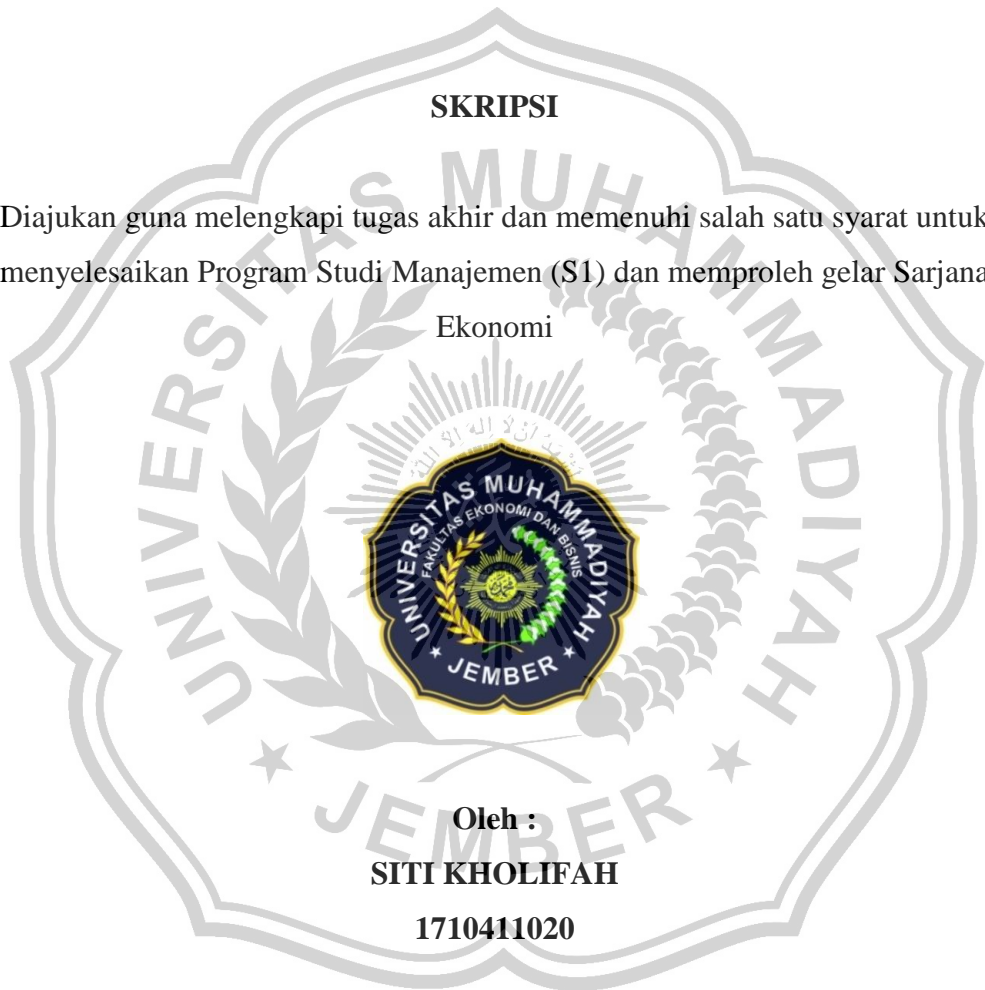 SKRIPSI
Diajukan guna melengkapi tugas akhir dan memenuhi salah satu syarat untuk
menyelesaikan Program Studi Manajemen (S1) dan memproleh gelar Sarjana
Ekonomi
UNIVERSITAS MUHAMMADIYAH
JEMBER
UNIVERSITAS MUHAMMADIYAH
FAKULTAS EKONOMI DAN BISNIS
JEMBER
Oleh :
SITI KHOLIFAH
1710411020